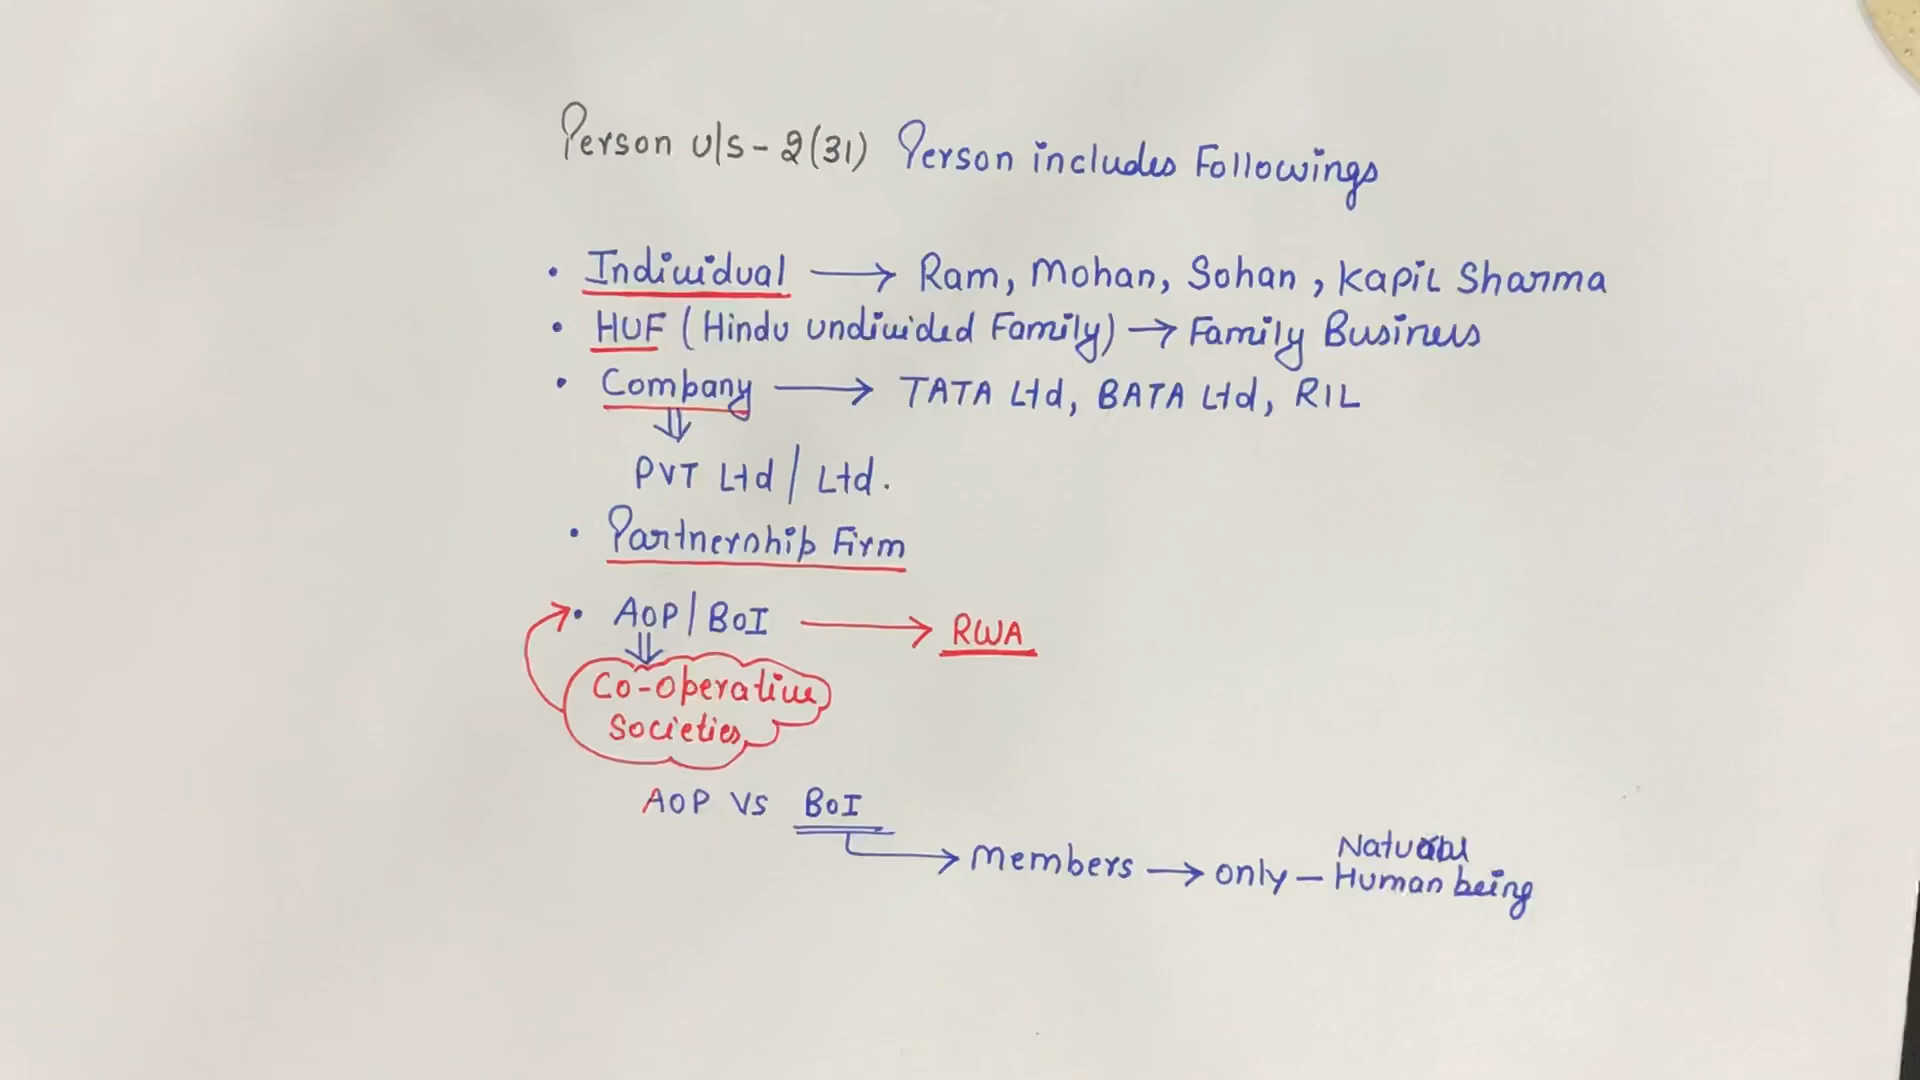 Person u/s - 2(31) Person includes Followings
• Individual → Ram, Mohan, Sohan, Kapil Sharma
• HUF (Hindu undivided Family) → Family Business
• Company → TATA Ltd, BATA Ltd, RIL
⇓
PVT Ltd / Ltd.
• Partnership Firm
• AOP/BOI → RWA
⇓
Co-operative
Societies
AOP VS BOI
→ Members → only – Natural
Human being